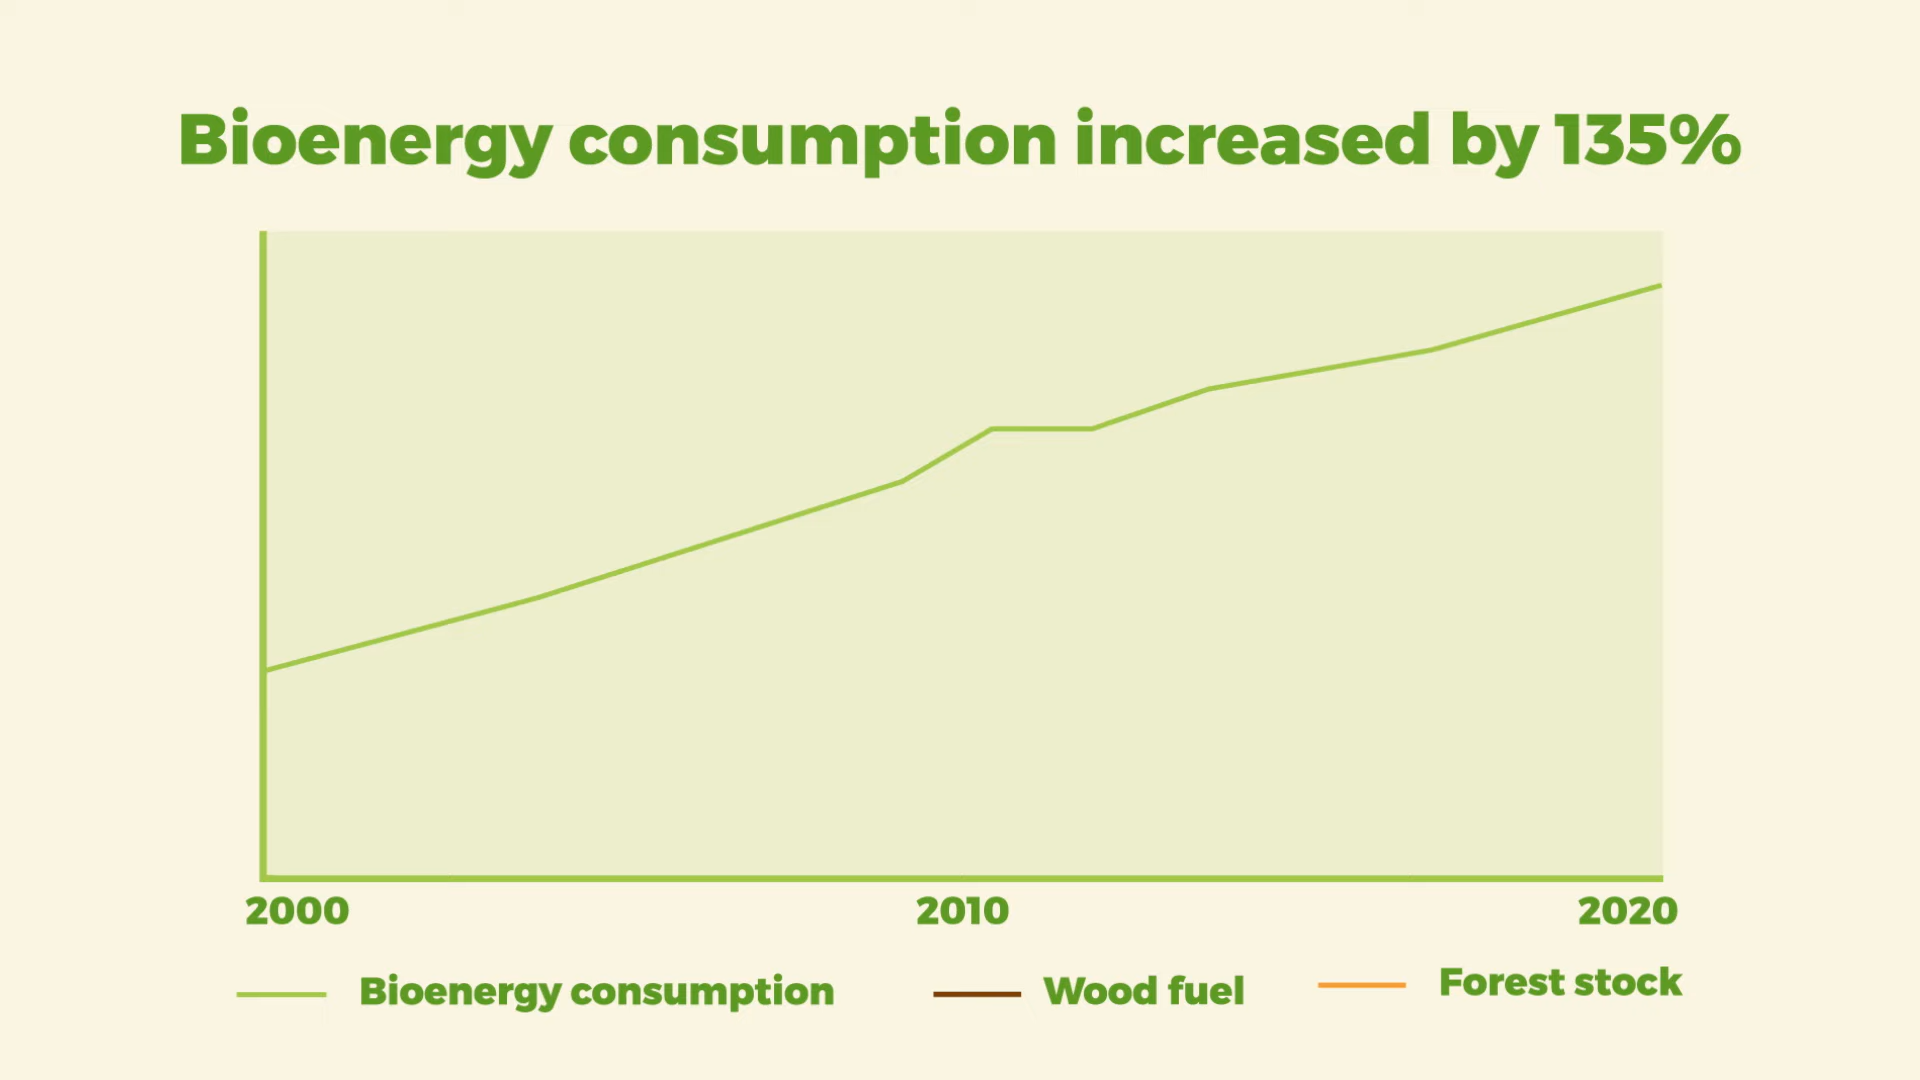 Bioenergy consumption increased by 135%
2000 2010 2020
Bioenergy consumption Wood fuel Forest stock